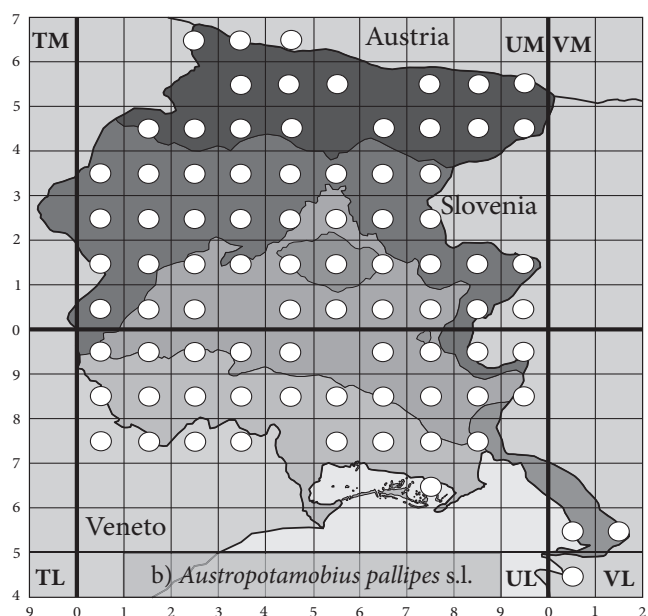 7
TM Austria UM VM
6
5
4
3
Slovenia
2
1
0
9
8
7
6
Veneto
5
TL b) Austropotamobius pallipes s.l. UL VL
4
9 0 1 2 3 4 5 6 7 8 9 0 1 2